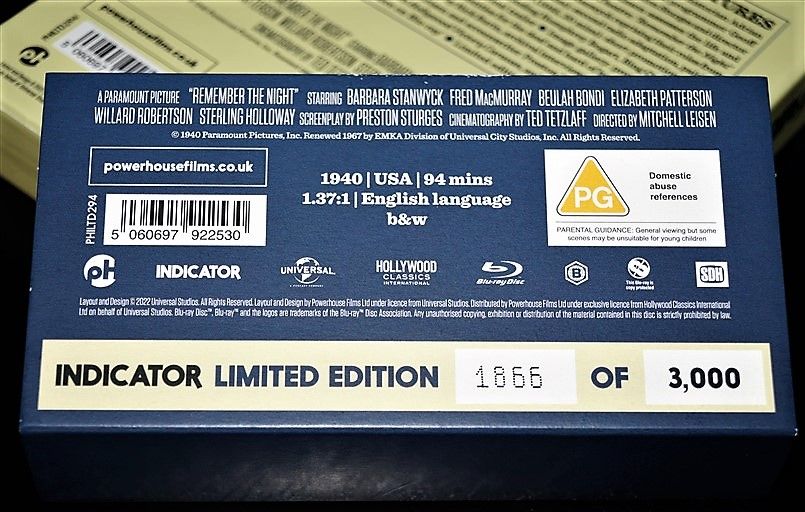 powerhousefilms.co.uk
A PARAMOUNT PICTURE "REMEMBER THE NIGHT" STARRING BARBARA STANWYCK FRED MacMURRAY BEULAH BONDI ELIZABETH PATTERSON
WILLARD ROBERTSON STERLING HOLLOWAY SCREENPLAY BY PRESTON STURGES CINEMATOGRAPHY BY TED TETZLAFF DIRECTED BY MITCHELL LEISEN
© 1940 Paramount Pictures, Inc. Renewed 1967 by EMKA Division of Universal City Studios, Inc. All Rights Reserved.
powerhousefilms.co.uk
PHILTD294
5 060697 922530
1940 | USA | 94 mins
1.37:1 | English language
b&w
PG
Domestic
abuse
references
PARENTAL GUIDANCE: General viewing but some
scenes may be unsuitable for young children
ph INDICATOR UNIVERSAL HOLLYWOOD CLASSICS INTERNATIONAL Blu-ray Disc B This Blu-ray is copy protected SDH
Layout and Design © 2022 Universal Studios. All Rights Reserved. Layout and Design by Powerhouse Films Ltd under licence from Universal Studios. Distributed by Powerhouse Films Ltd under exclusive licence from Hollywood Classics International
Ltd on behalf of Universal Studios. Blu-ray Disc™, Blu-ray™ and the logos are trademarks of the Blu-ray Disc Association. Any unauthorised copying, exhibition or distribution of the material contained in this disc is strictly prohibited by law.
INDICATOR LIMITED EDITION 1866 OF 3,000